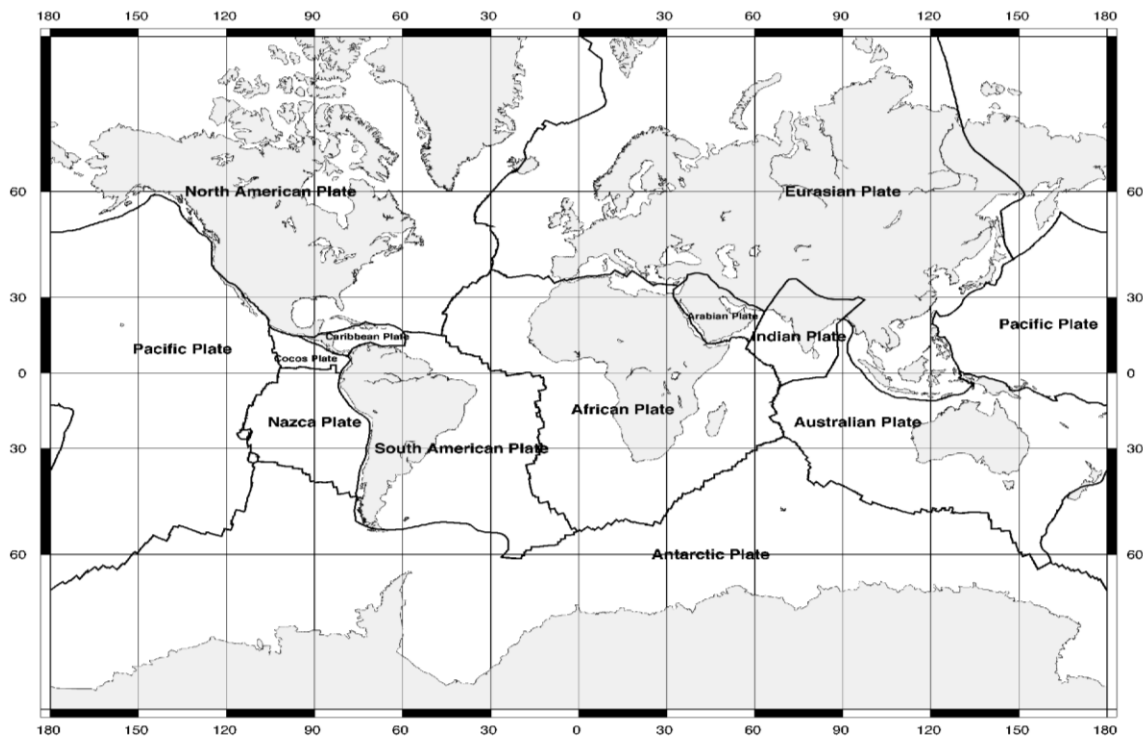 180 150 120 90 60 30 0 30 60 90 120 150 180
60 North American Plate Eurasian Plate 60
30 30
Arabian Plate
Pacific Plate
Caribbean Plate
Indian Plate
Pacific Plate
Cocos Plate
0 0
African Plate
Nazca Plate
Australian Plate
30 South American Plate 30
60 Antarctic Plate 60
180 150 120 90 60 30 0 30 60 90 120 150 180